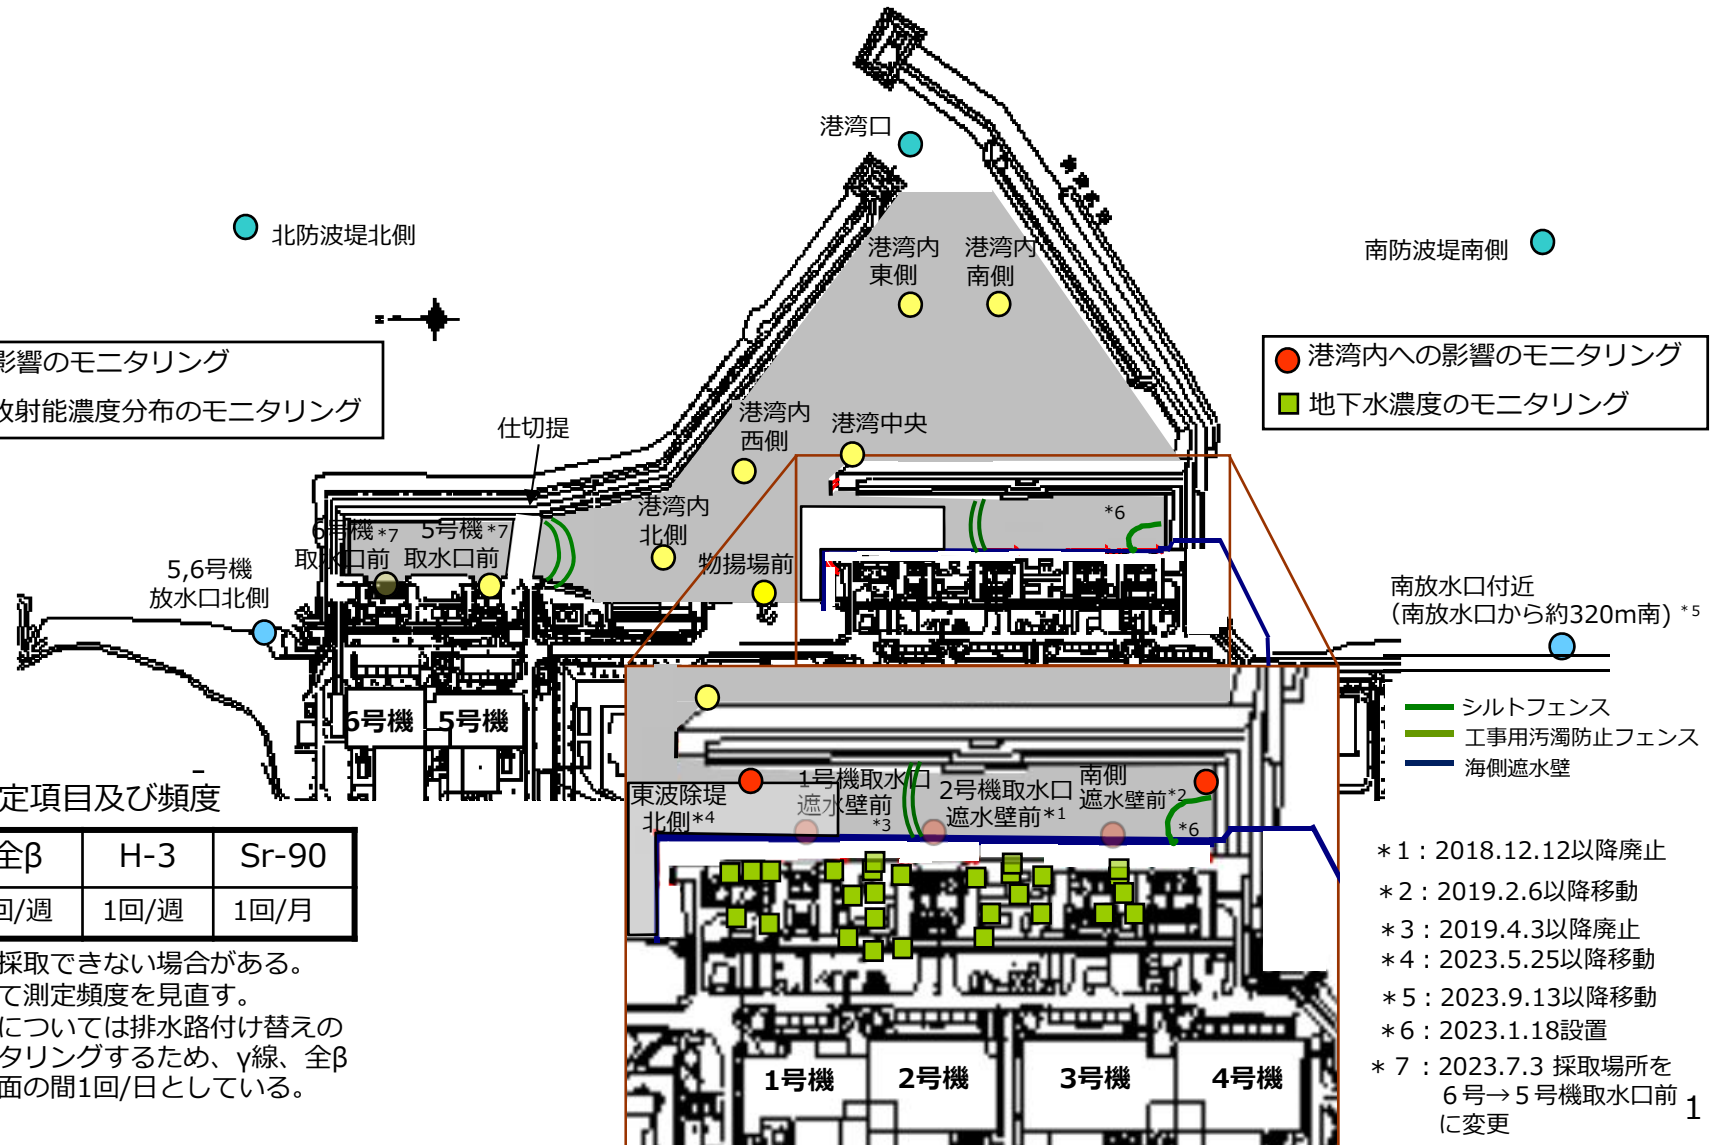 港湾口
北防波堤北側
南防波堤南側
港湾内
東側
港湾内
南側
影響のモニタリング
放射能濃度分布のモニタリング
港湾内への影響のモニタリング
地下水濃度のモニタリング
仕切提
港湾内
西側
港湾中央
港湾内
北側
物揚場前
6号機*7
取水口前
5号機*7
取水口前
*6
5,6号機
放水口北側
南放水口付近
(南放水口から約320m南) *5
6号機
5号機
シルトフェンス
工事用汚濁防止フェンス
海側遮水壁
定項目及び頻度
全β
H-3
Sr-90
回/週
1回/週
1回/月
採取できない場合がある。
て測定頻度を見直す。
については排水路付け替えの
タリングするため、γ線、全β
面の間1回/日としている。
東波除堤
北側*4
1号機取水口
遮水壁前
*3
2号機取水口
遮水壁前*1
南側
遮水壁前*2
*6
1号機
2号機
3号機
4号機
＊1：2018.12.12以降廃止
＊2：2019.2.6以降移動
＊3：2019.4.3以降廃止
＊4：2023.5.25以降移動
＊5：2023.9.13以降移動
＊6：2023.1.18設置
＊７：2023.7.3 採取場所を
６号→５号機取水口前
に変更
1